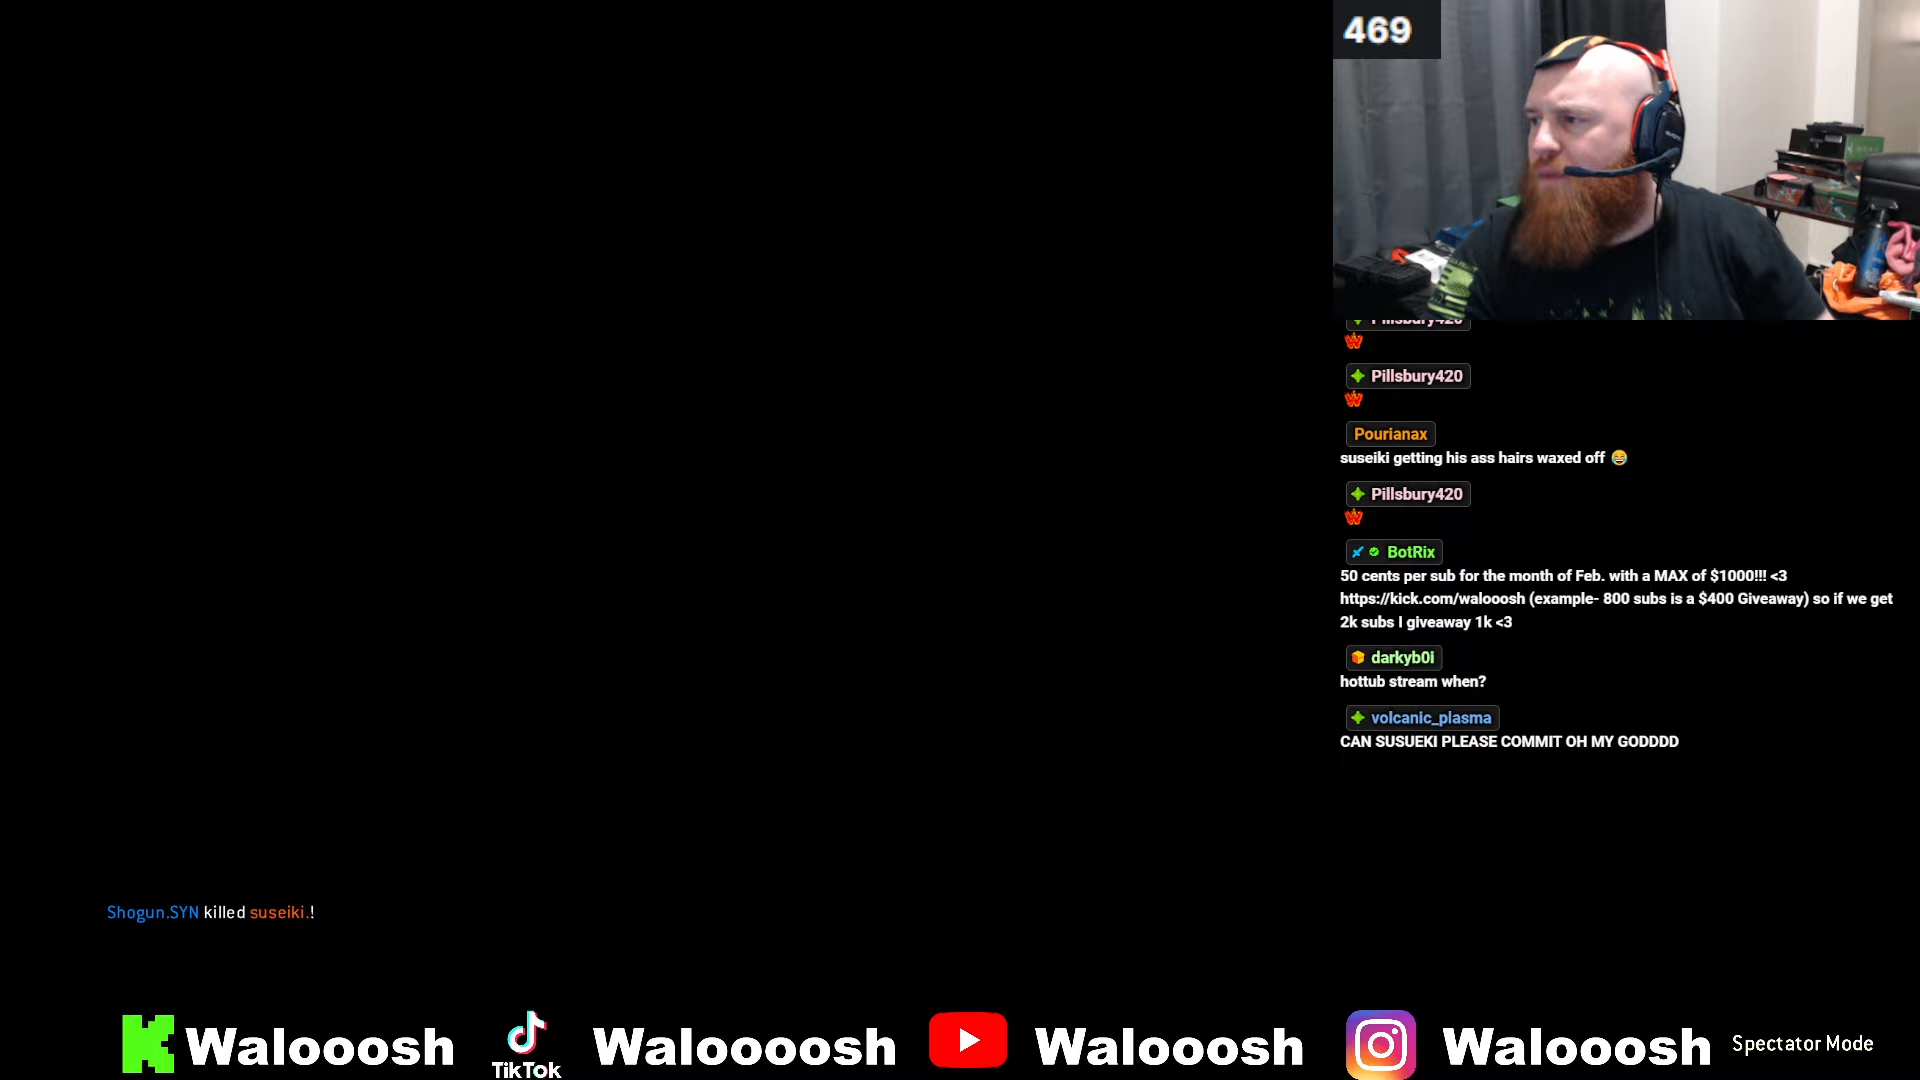 469
Pillsbury420
Pillsbury420
Pourianax
suseiki getting his ass hairs waxed off 😂
Pillsbury420
BotRix
50 cents per sub for the month of Feb. with a MAX of $1000!!! <3
https://kick.com/walooosh (example- 800 subs is a $400 Giveaway) so if we get
2k subs I giveaway 1k <3
darkyb0i
hottub stream when?
volcanic_plasma
CAN SUSUEKI PLEASE COMMIT OH MY GODDDD
Shogun.SYN killed suseiki.!
Walooosh
TikTok
Waloooosh
Walooosh
Walooosh
Spectator Mode